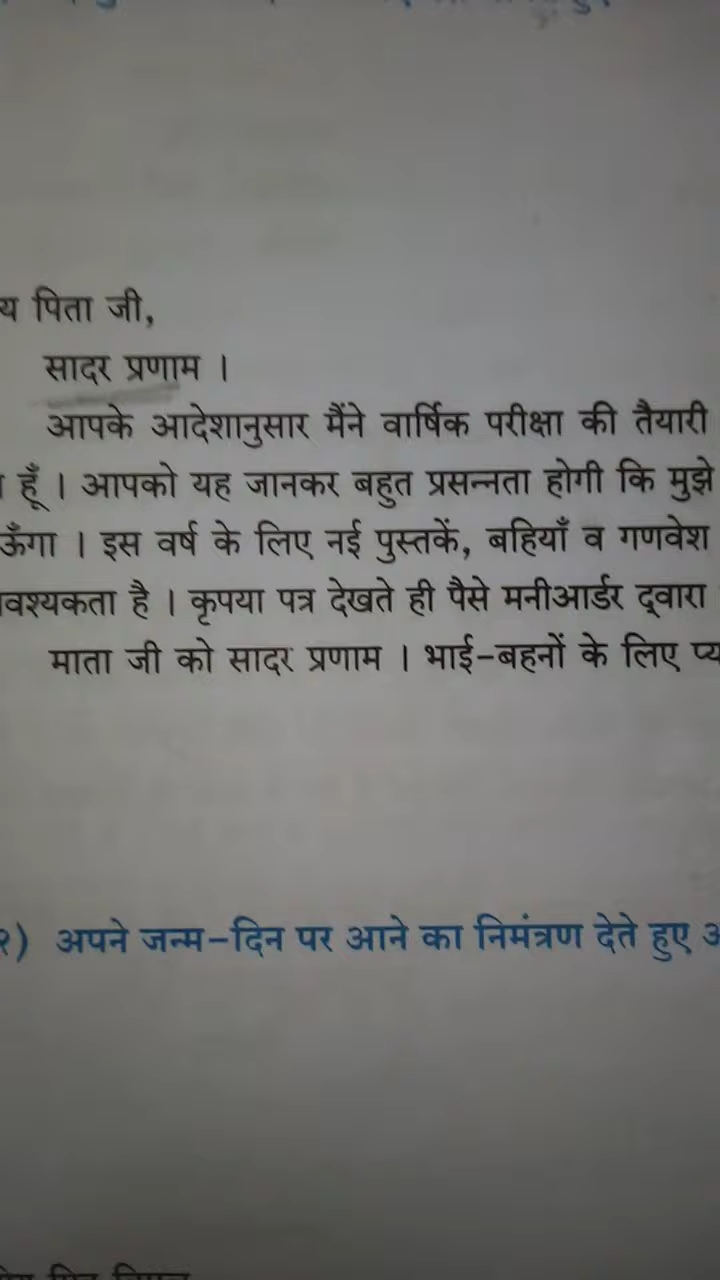 पिता जी,
सादर प्रणाम ।
आपके आदेशानुसार मैंने वार्षिक परीक्षा की तैयारी
हूँ । आपको यह जानकर बहुत प्रसन्नता होगी कि मुझे
ऊँगा । इस वर्ष के लिए नई पुस्तकें, बहियाँ व गणवेश
वश्यकता है । कृपया पत्र देखते ही पैसे मनीआर्डर द्वारा
माता जी को सादर प्रणाम । भाई-बहनों के लिए
२) अपने जन्म-दिन पर आने का निमंत्रण देते हुए